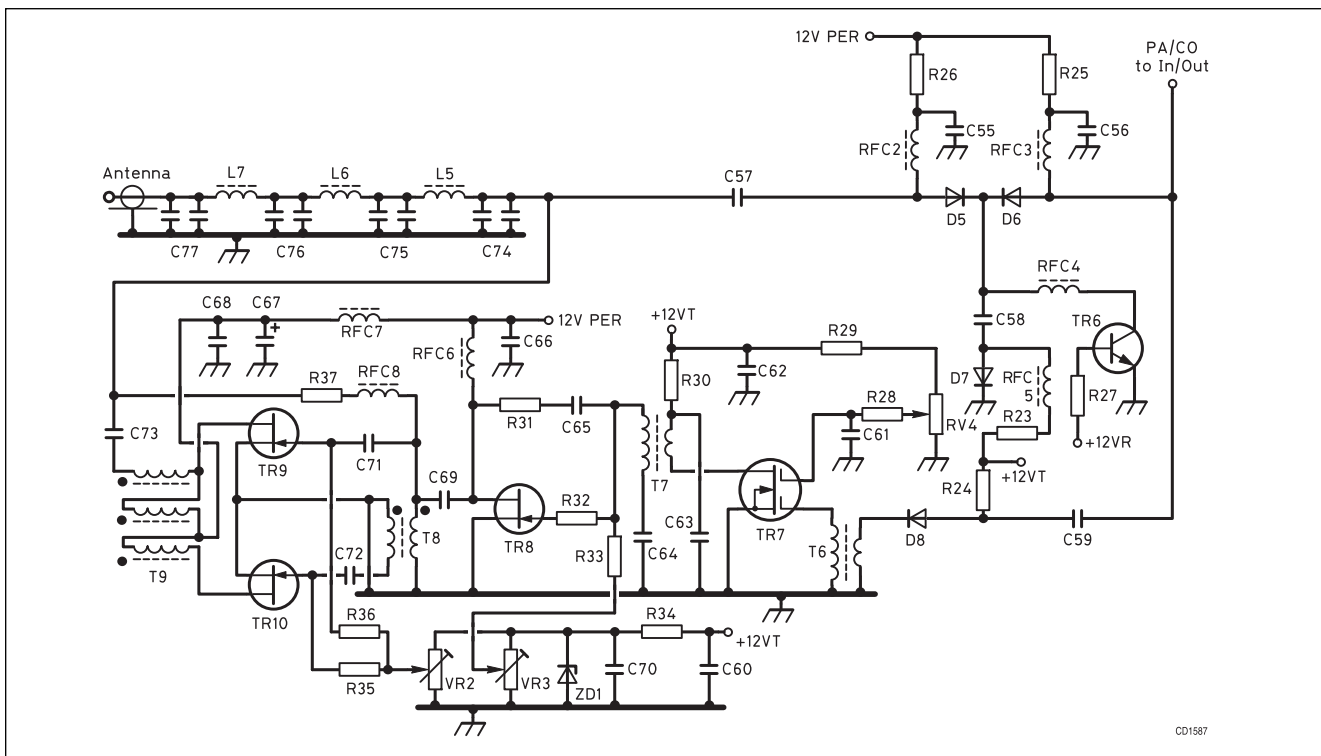 12V PER
PA/CO
to In/Out
R26
R25
C55
C56
RFC2
RFC3
Antenna
L7
L6
L5
C57
D5
D6
C77
C76
C75
C74
RFC4
C68
C67
+
RFC7
12V PER
+12VT
R29
C58
TR6
RFC6
C66
R30
C62
D7
RFC
5
R27
R37
RFC8
R31
C65
R28
RV4
R23
+12VR
C73
TR9
C71
C61
+12VT
C69
T7
R24
R32
TR8
C64
C63
TR7
T6
D8
C59
T8
C72
R33
T9
TR10
R36
R34
+12VT
R35
VR2
VR3
ZD1
C70
C60
CD1587